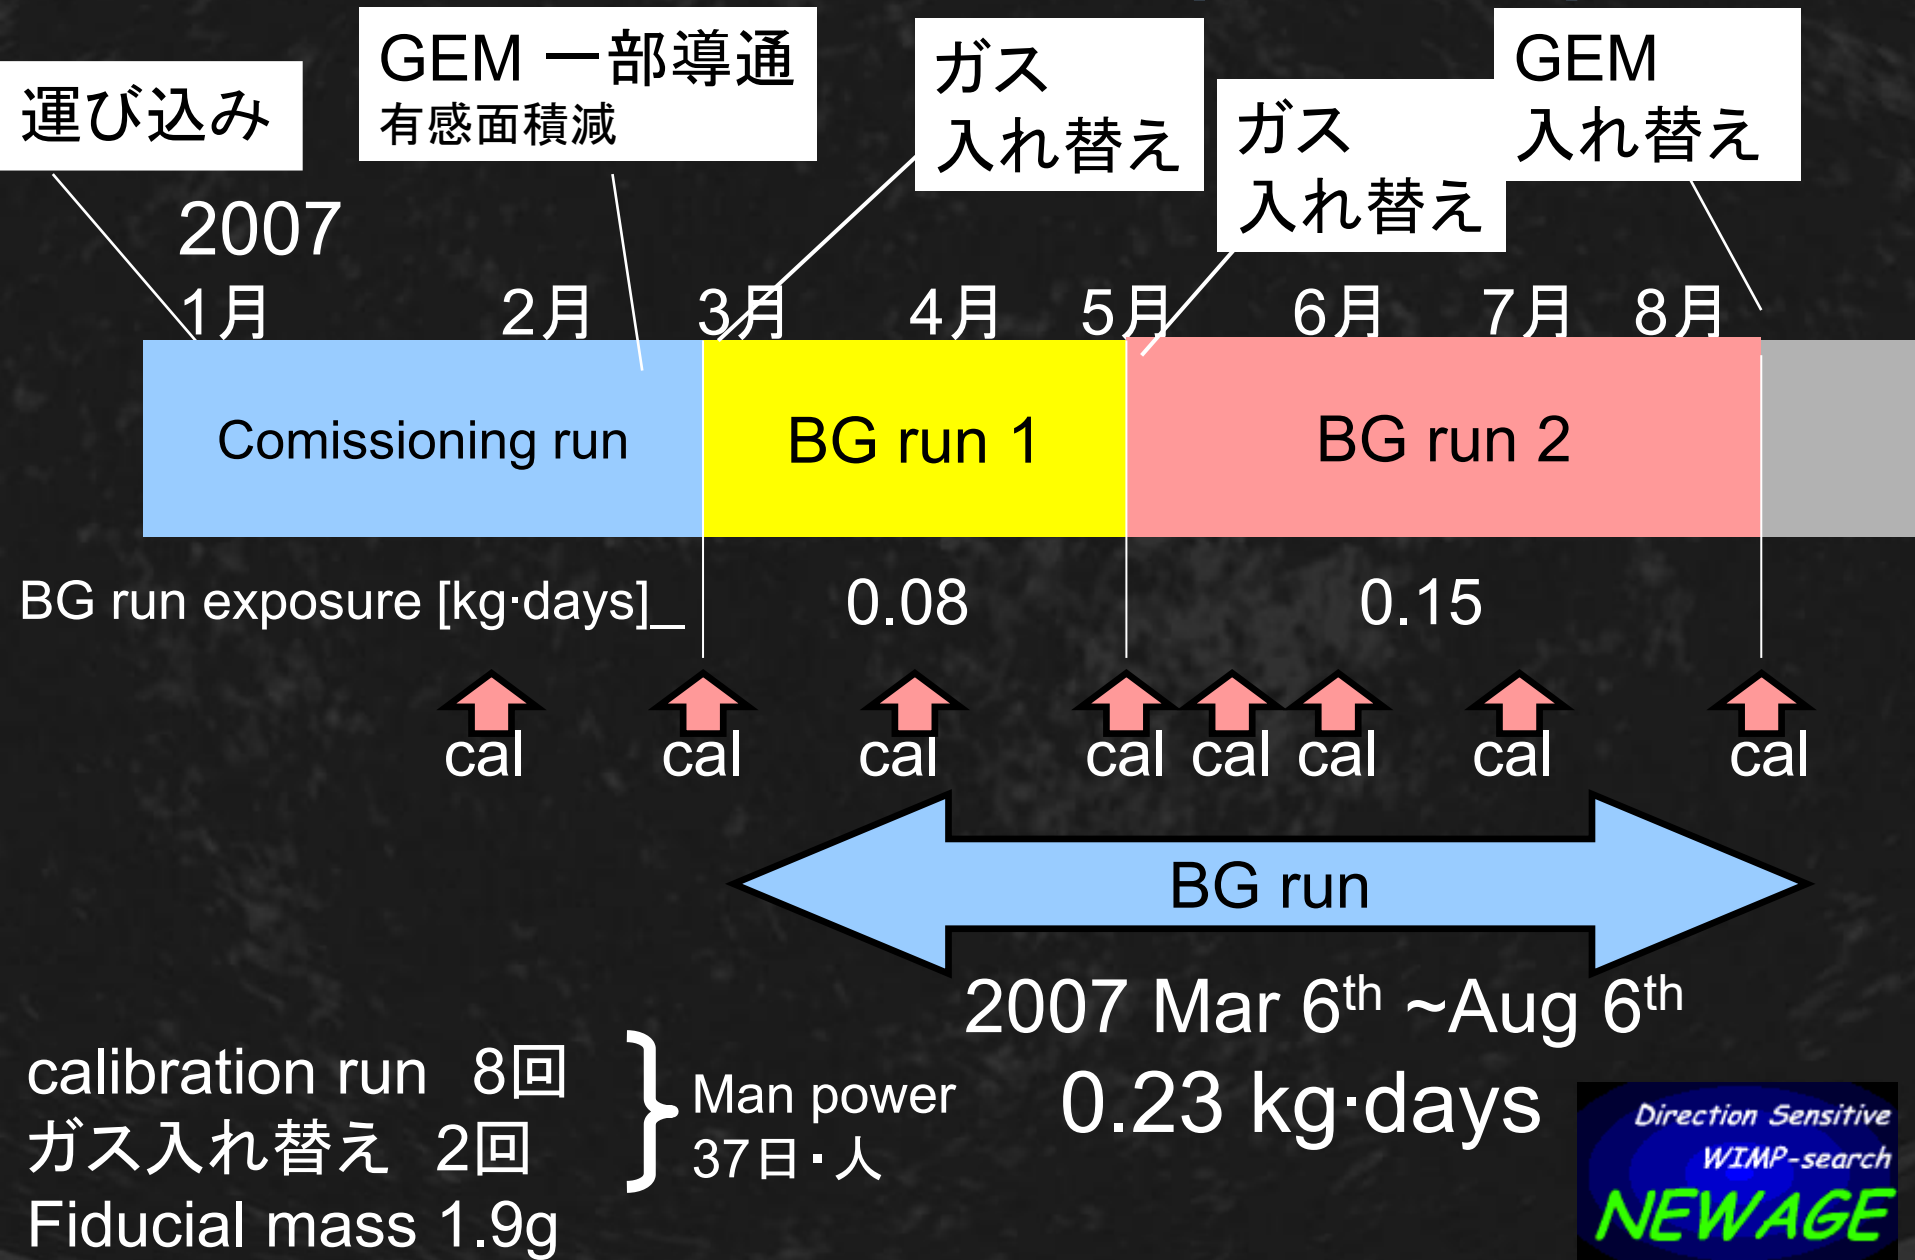 運び込み
GEM 一部導通
有感面積減
ガス
入れ替え
ガス
入れ替え
GEM
入れ替え
2007
1月 2月 3月 4月 5月 6月 7月 8月
Comissioning run
BG run 1
BG run 2
BG run exposure [kg·days]_ 0.08 0.15
cal cal cal cal cal cal cal cal
BG run
2007 Mar 6th ~Aug 6th
0.23 kg·days
calibration run 8回
ガス入れ替え 2回
Fiducial mass 1.9g
Man power
37日・人
Direction Sensitive
WIMP-search
NEWAGE